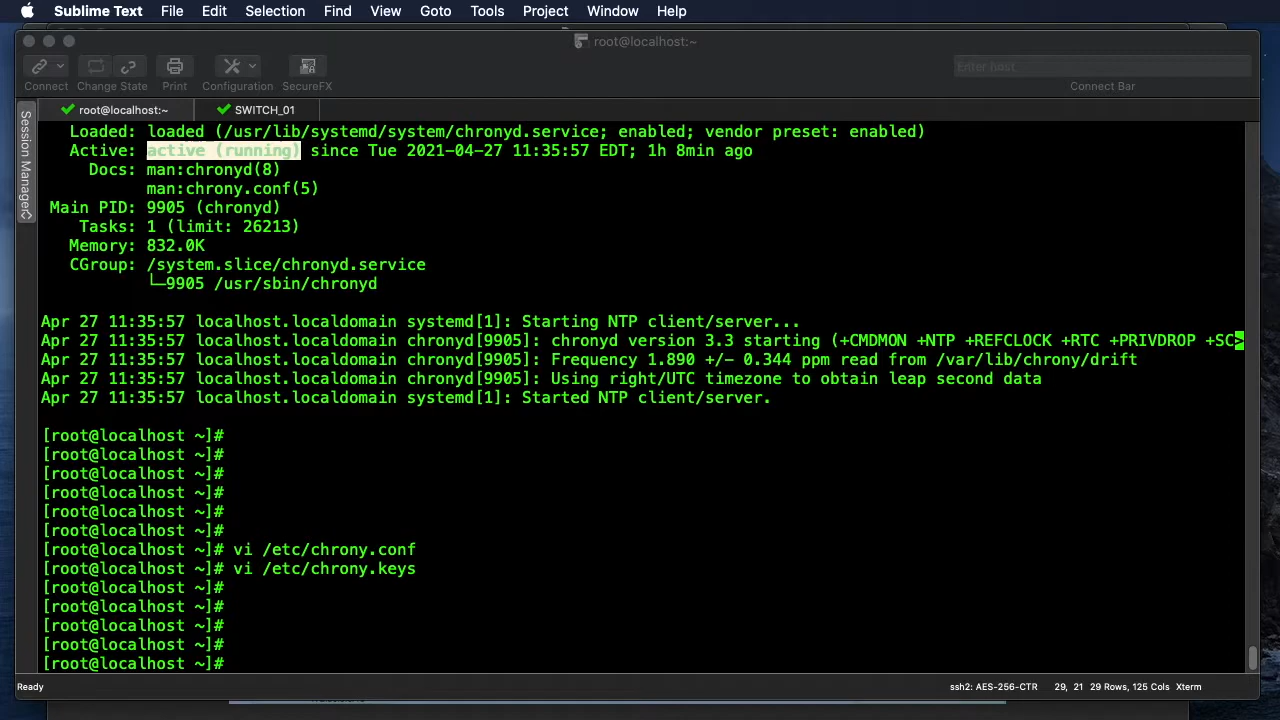 Sublime Text File Edit Selection Find View Goto Tools Project Window Help
root@localhost:~
Enter host
Connect Change State Print Configuration SecureFX Connect Bar
root@localhost:~ SWITCH_01
Session Manager
Loaded: loaded (/usr/lib/systemd/system/chronyd.service; enabled; vendor preset: enabled)
Active: active (running) since Tue 2021-04-27 11:35:57 EDT; 1h 8min ago
Docs: man:chronyd(8)
man:chrony.conf(5)
Main PID: 9905 (chronyd)
Tasks: 1 (limit: 26213)
Memory: 832.0K
CGroup: /system.slice/chronyd.service
└─9905 /usr/sbin/chronyd
Apr 27 11:35:57 localhost.localdomain systemd[1]: Starting NTP client/server...
Apr 27 11:35:57 localhost.localdomain chronyd[9905]: chronyd version 3.3 starting (+CMDMON +NTP +REFCLOCK +RTC +PRIVDROP +SC>
Apr 27 11:35:57 localhost.localdomain chronyd[9905]: Frequency 1.890 +/- 0.344 ppm read from /var/lib/chrony/drift
Apr 27 11:35:57 localhost.localdomain chronyd[9905]: Using right/UTC timezone to obtain leap second data
Apr 27 11:35:57 localhost.localdomain systemd[1]: Started NTP client/server.
[root@localhost ~]#
[root@localhost ~]#
[root@localhost ~]#
[root@localhost ~]#
[root@localhost ~]#
[root@localhost ~]#
[root@localhost ~]# vi /etc/chrony.conf
[root@localhost ~]# vi /etc/chrony.keys
[root@localhost ~]#
[root@localhost ~]#
[root@localhost ~]#
[root@localhost ~]#
[root@localhost ~]#
Ready ssh2: AES-256-CTR 29, 21 29 Rows, 125 Cols Xterm